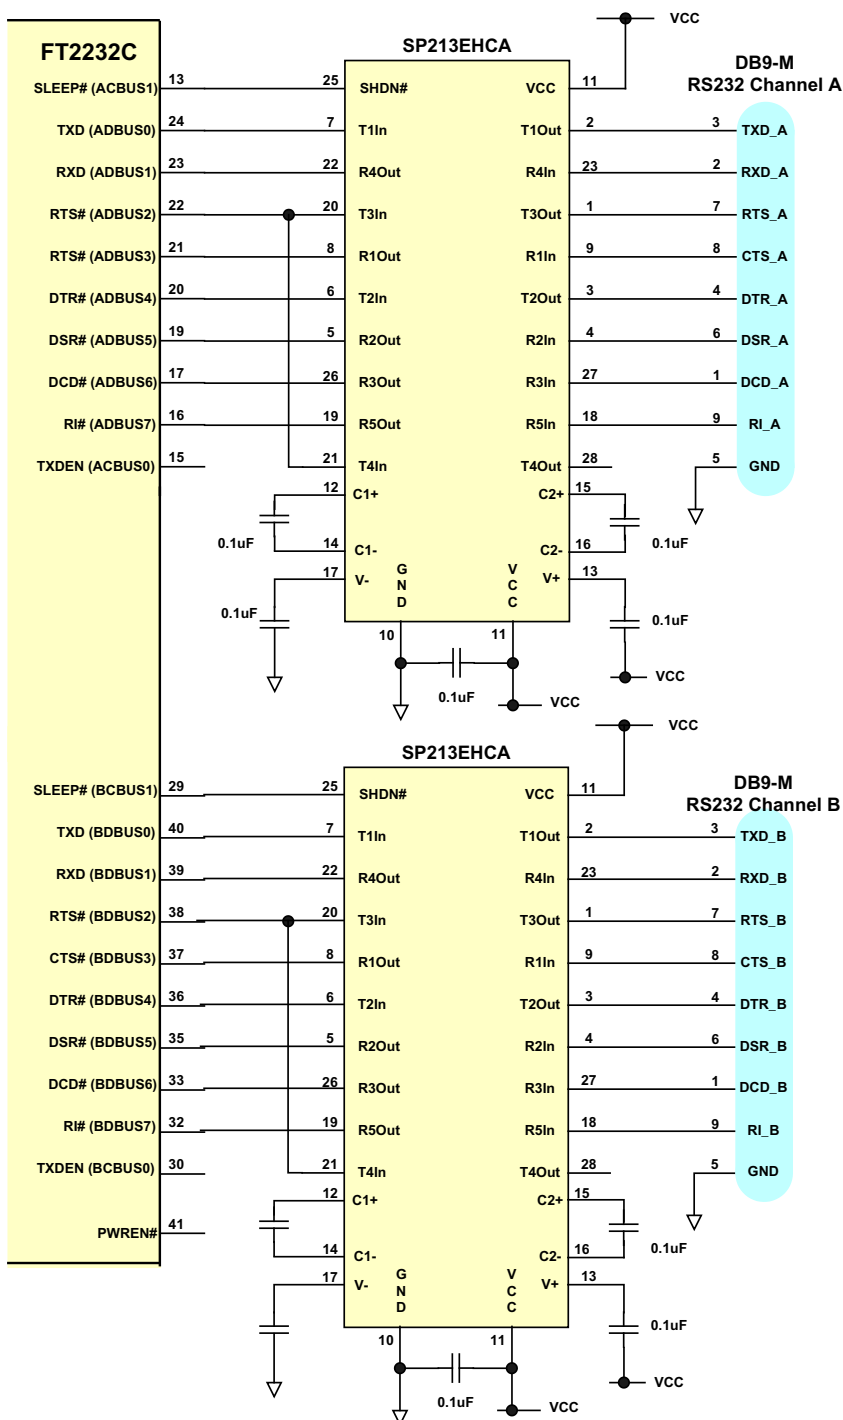 SP213EHCA
VCC
FT2232C
DB9-M
RS232 Channel A
SLEEP# (ACBUS1) 13 25 SHDN# VCC 11
TXD (ADBUS0) 24 7 T1In T1Out 2 3 TXD_A
RXD (ADBUS1) 23 22 R4Out R4In 23 2 RXD_A
RTS# (ADBUS2) 22 20 T3In T3Out 1 7 RTS_A
RTS# (ADBUS3) 21 8 R1Out R1In 9 8 CTS_A
DTR# (ADBUS4) 20 6 T2In T2Out 3 4 DTR_A
DSR# (ADBUS5) 19 5 R2Out R2In 4 6 DSR_A
DCD# (ADBUS6) 17 26 R3Out R3In 27 1 DCD_A
RI# (ADBUS7) 16 19 R5Out R5In 18 9 RI_A
TXDEN (ACBUS0) 15 21 T4In T4Out 28 5 GND
12 C1+ C2+ 15
0.1uF 14 C1- C2- 16 0.1uF
17 V- GND VCC V+ 13
0.1uF 0.1uF
10 11
VCC
0.1uF VCC
SP213EHCA
VCC
DB9-M
RS232 Channel B
SLEEP# (BCBUS1) 29 25 SHDN# VCC 11
TXD (BDBUS0) 40 7 T1In T1Out 2 3 TXD_B
RXD (BDBUS1) 39 22 R4Out R4In 23 2 RXD_B
RTS# (BDBUS2) 38 20 T3In T3Out 1 7 RTS_B
CTS# (BDBUS3) 37 8 R1Out R1In 9 8 CTS_B
DTR# (BDBUS4) 36 6 T2In T2Out 3 4 DTR_B
DSR# (BDBUS5) 35 5 R2Out R2In 4 6 DSR_B
DCD# (BDBUS6) 33 26 R3Out R3In 27 1 DCD_B
RI# (BDBUS7) 32 19 R5Out R5In 18 9 RI_B
TXDEN (BCBUS0) 30 21 T4In T4Out 28 5 GND
12 C1+ C2+ 15
PWREN# 41
14 C1- C2- 16 0.1uF
17 V- GND VCC V+ 13
0.1uF
10 11
VCC
0.1uF VCC